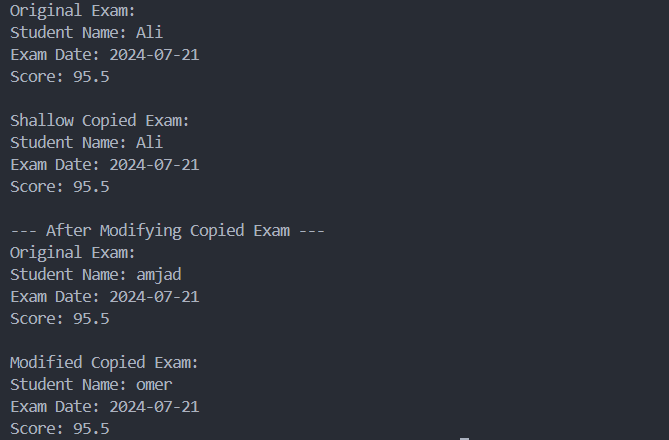 Original Exam:
Student Name: Ali
Exam Date: 2024-07-21
Score: 95.5
Shallow Copied Exam:
Student Name: Ali
Exam Date: 2024-07-21
Score: 95.5
--- After Modifying Copied Exam ---
Original Exam:
Student Name: amjad
Exam Date: 2024-07-21
Score: 95.5
Modified Copied Exam:
Student Name: omer
Exam Date: 2024-07-21
Score: 95.5